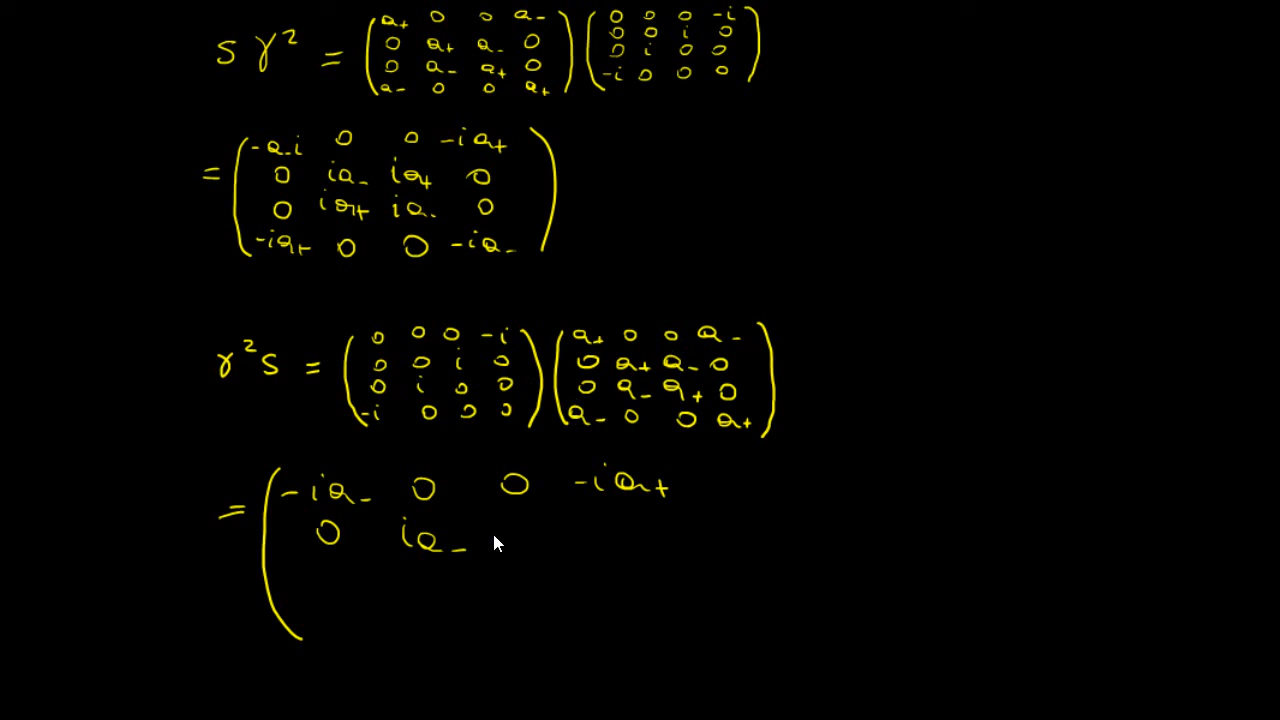 S γ² = ( a₊ 0 0 a₋ ) ( 0 0 0 -i )
( 0 a₊ a₋ 0 ) ( 0 0 i 0 )
( 0 a₋ a₊ 0 ) ( 0 i 0 0 )
( a₋ 0 0 a₊ ) ( -i 0 0 0 )
= ( -a₋i 0 0 -ia₊ )
( 0 ia₋ ia₊ 0 )
( 0 ia₊ ia₋ 0 )
( -ia₊ 0 0 -ia₋ )
γ² S = ( 0 0 0 -i ) ( a₊ 0 0 a₋ )
( 0 0 i 0 ) ( 0 a₊ a₋ 0 )
( 0 i 0 0 ) ( 0 a₋ a₊ 0 )
( -i 0 0 0 ) ( a₋ 0 0 a₊ )
= ( -ia₋ 0 0 -ia₊
0 ia₋